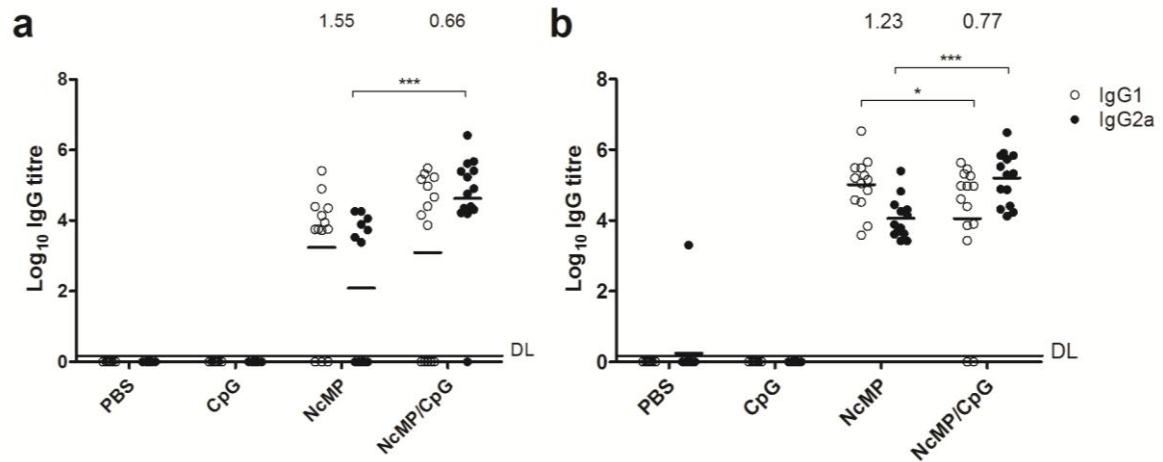 a
1.55 0.66
***
8
6
4
2
0
Log10 IgG titre
DL
PBS
CpG
NcMP
NcMP/CpG
b
1.23 0.77
***
*
8
6
4
2
0
Log10 IgG titre
DL
PBS
CpG
NcMP
NcMP/CpG
IgG1
IgG2a